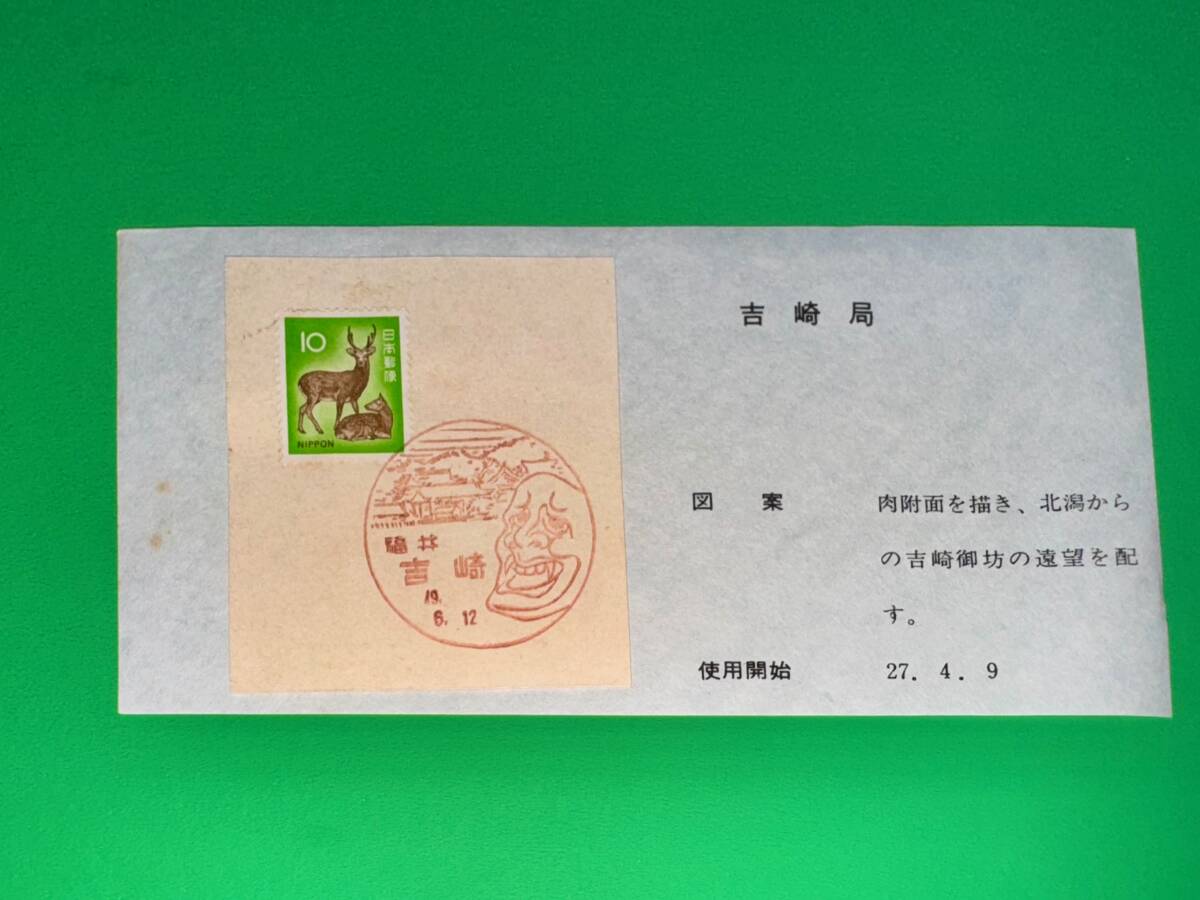 10
日本郵便
NIPPON
福井
吉崎
49.
6. 12
吉崎局
図案 肉附面を描き、北潟から
の吉崎御坊の遠望を配
す。
使用開始 27. 4. 9